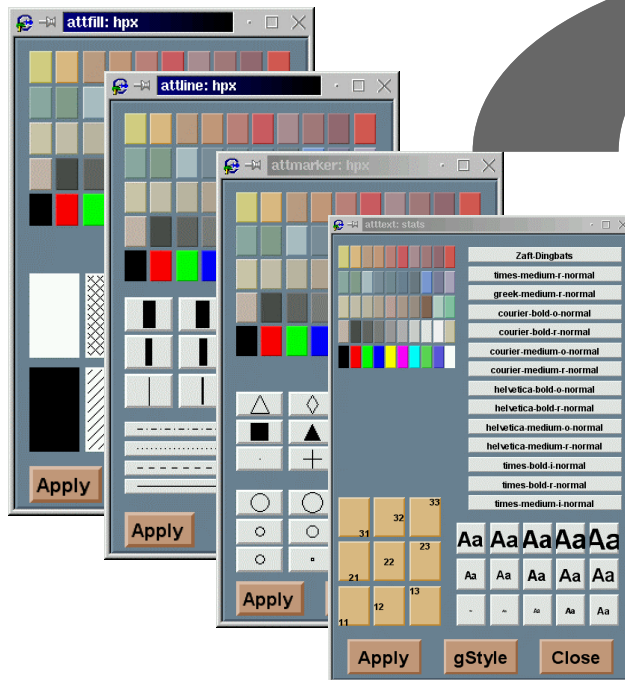 attfill: hpx
attline: hpx
attmarker: hpx
atttext: stats
Zaft-Dingbats
times-medium-r-normal
greek-medium-r-normal
courier-bold-o-normal
courier-bold-r-normal
courier-medium-o-normal
courier-medium-r-normal
helvetica-bold-o-normal
helvetica-bold-r-normal
helvetica-medium-o-normal
helvetica-medium-r-normal
times-bold-i-normal
times-bold-r-normal
times-medium-i-normal
31 32 33
21 22 23
11 12 13
Aa Aa Aa Aa Aa
Aa Aa Aa Aa Aa
Aa Aa Aa
Apply
Apply
Apply
Apply gStyle Close